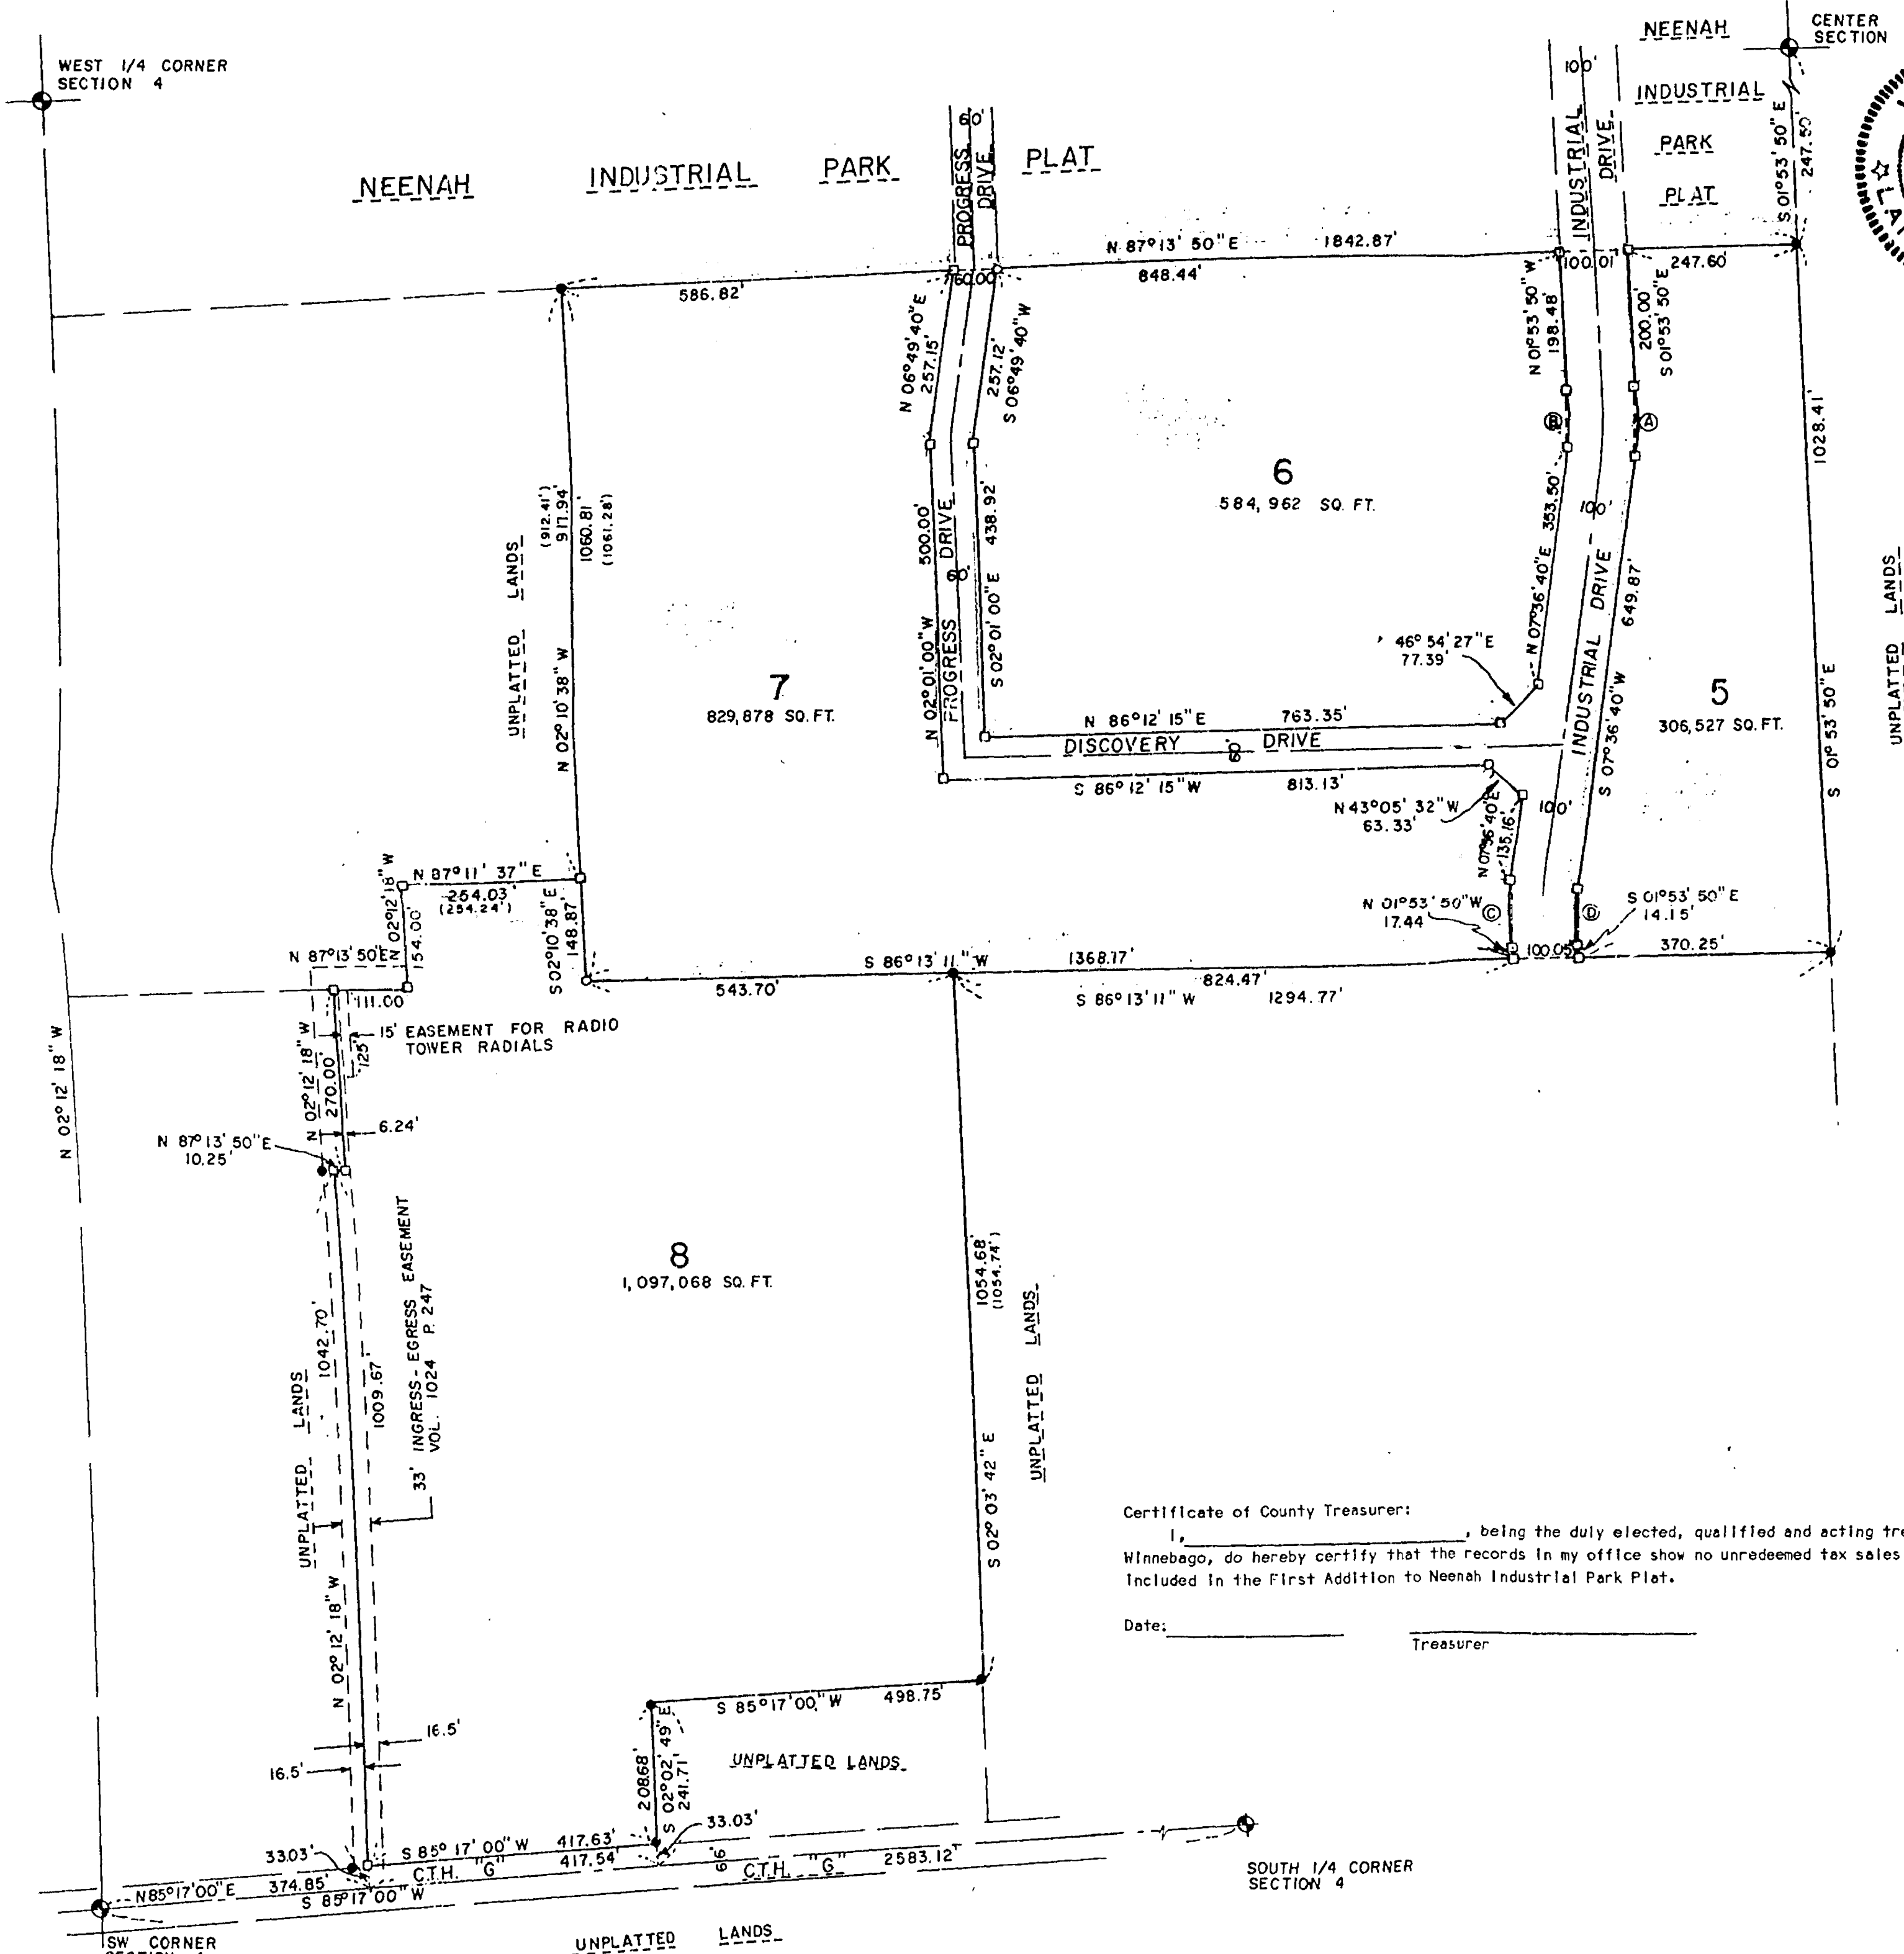 NEENAH
CENTER
SECTION
WEST 1/4 CORNER
SECTION 4
100'
INDUSTRIAL
PARK
PLAT
S 01°53'50" E
247.50'
INDUSTRIAL
DRIVE
60'
PROGRESS
DRIVE
NEENAH INDUSTRIAL PARK PLAT
N 87°13'50" E 1842.87'
586.82'
60.00'
848.44'
100.01'
247.60'
N 06°49'40" E
257.15'
257.12'
S 06°49'40" W
N 01°53'50" W
198.48'
200.00'
S 01°53'50" E
B
A
1028.41'
S 01°53'50" E
6
584,962 SQ. FT.
353.50'
N 07°36'40" E
100'
INDUSTRIAL DRIVE
649.87'
S 07°36'40" W
UNPLATTED LANDS
(912.41')
917.94'
1060.81'
(1061.28')
N 02°10'38" W
UNPLATTED LANDS
500.00'
N 02°01'00" W
PROGRESS DRIVE
60'
438.92'
S 02°01'00" E
7
829,878 SQ. FT.
46°54'27" E
77.39'
5
306,527 SQ. FT.
N 86°12'15" E 763.35'
DISCOVERY DRIVE
60'
S 86°12'15" W 813.13'
N 43°05'32" W
63.33'
100'
N 07°36'40" E
135.16'
N 87°11'37" E
254.03'
(254.24')
N 02°12'18" W
154.00'
S 02°10'38" E
148.87'
N 01°53'50" W
17.44'
C
D
S 01°53'50" E
14.15'
N 87°13'50" E
111.00
S 86°13'11" W 1368.17'
100.05'
370.25'
543.70'
824.47'
S 86°13'11" W 1294.77'
15' EASEMENT FOR RADIO
TOWER RADIALS
125'
N 02°12'18" W
270.00'
6.24'
N 87°13'50" E
10.25'
N 02°12'18" W
8
1,097,068 SQ. FT.
33' INGRESS-EGRESS EASEMENT
VOL. 1024 P. 247
1042.70'
1009.67'
UNPLATTED LANDS
N 02°12'18" W
1054.68'
(1054.74')
S 02°03'42" E
UNPLATTED LANDS
Certificate of County Treasurer:
I, , being the duly elected, qualified and acting tre
Winnebago, do hereby certify that the records in my office show no unredeemed tax sales
included in the First Addition to Neenah Industrial Park Plat.
Date:
Treasurer
S 85°17'00" W 498.75'
208.68'
S 02°02'49" E
241.71'
UNPLATTED LANDS
16.5'
16.5'
33.03'
33.03'
S 85°17'00" W 417.63'
C.T.H. "G" 417.54'
66'
C.T.H. "G" 2583.12'
N 85°17'00" E 374.85'
S 85°17'00" W
SOUTH 1/4 CORNER
SECTION 4
SW CORNER
UNPLATTED LANDS